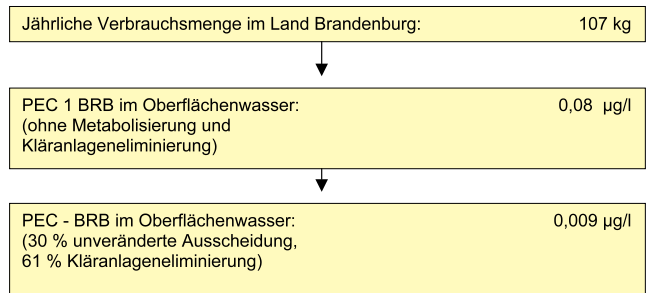 Jährliche Verbrauchsmenge im Land Brandenburg: 107 kg
PEC 1 BRB im Oberflächenwasser: 0,08 µg/l
(ohne Metabolisierung und
Kläranlageneliminierung)
PEC - BRB im Oberflächenwasser: 0,009 µg/l
(30 % unveränderte Ausscheidung,
61 % Kläranlageneliminierung)